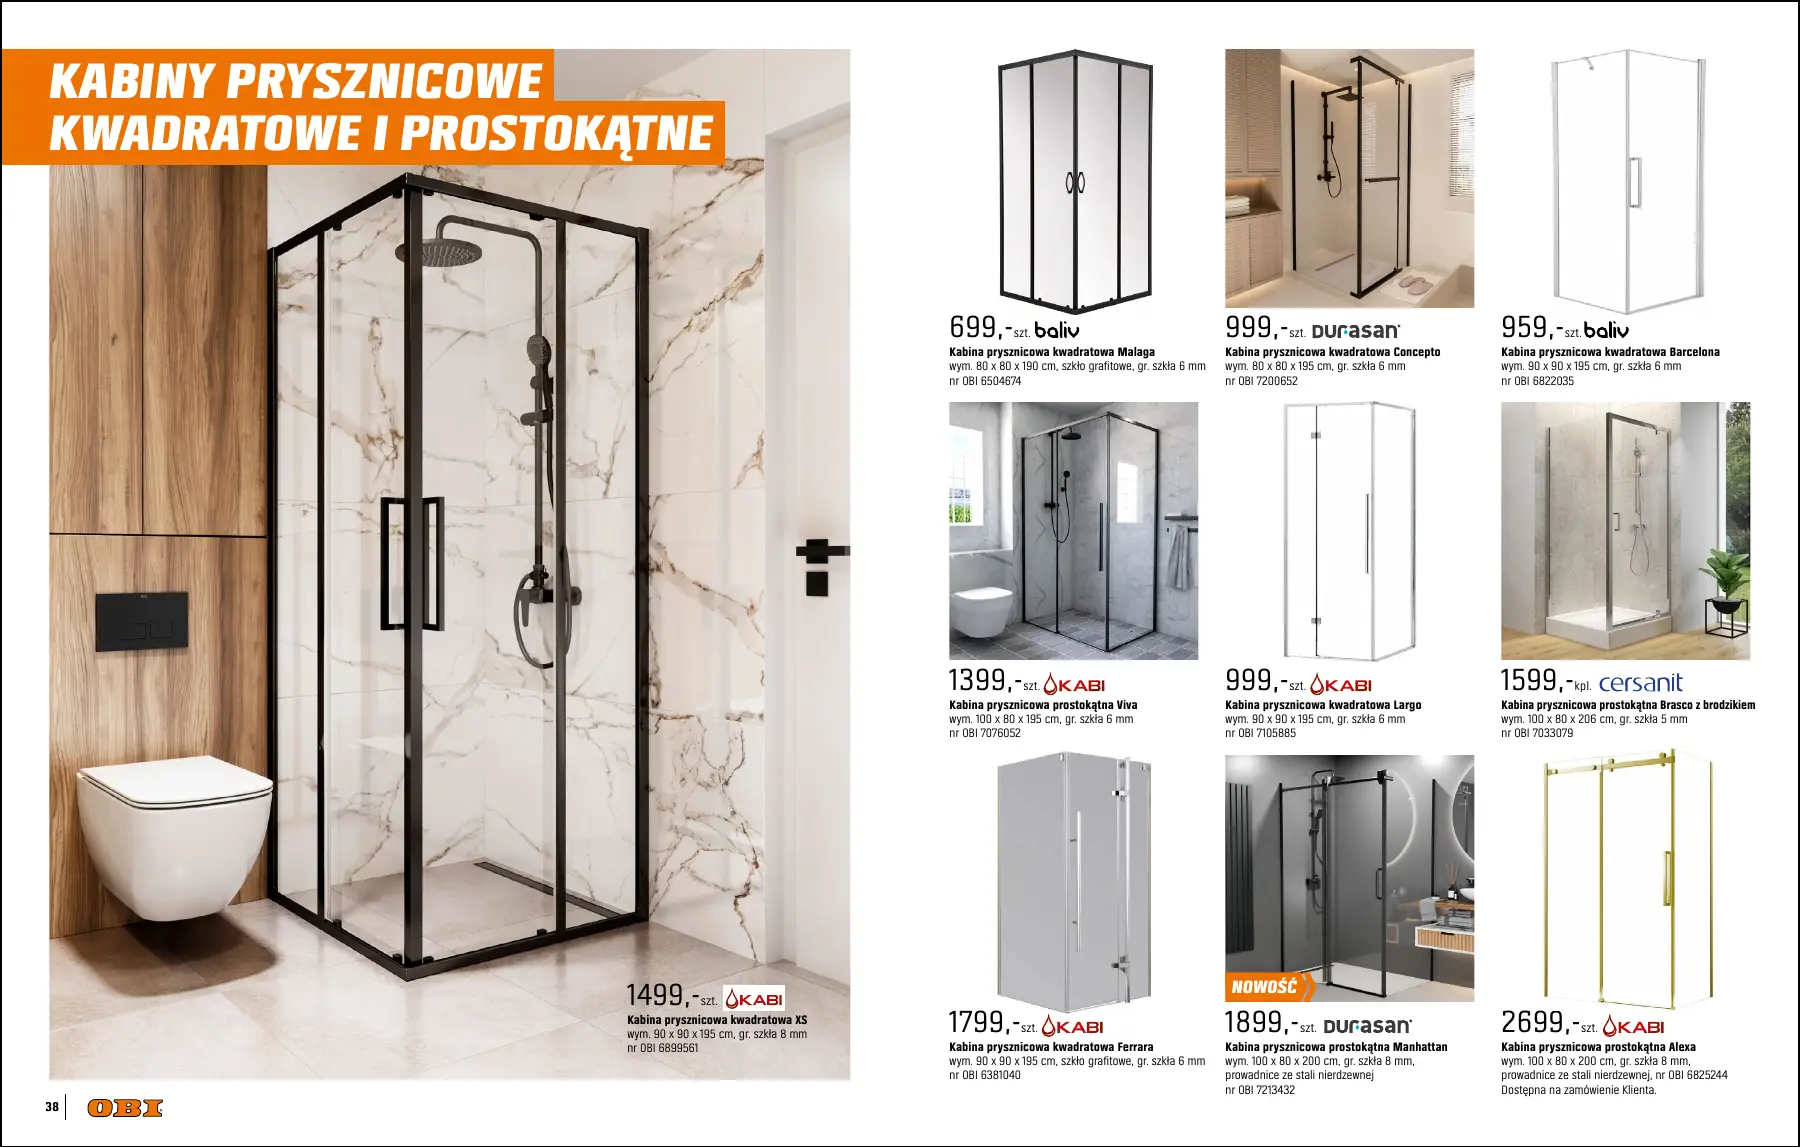 KABINY PRYSZNICOWE
KWADRATOWE I PROSTOKĄTNE
1499,-szt. KABI
Kabina prysznicowa kwadratowa XS
wym. 90 x 90 x 195 cm, gr. szkła 8 mm
nr OBI 6899561
699,-szt. baliv
Kabina prysznicowa kwadratowa Malaga
wym. 80 x 80 x 190 cm, szkło grafitowe, gr. szkła 6 mm
nr OBI 6504674
999,-szt. DURASAN
Kabina prysznicowa kwadratowa Concepto
wym. 80 x 80 x 195 cm, gr. szkła 6 mm
nr OBI 7200652
959,-szt. baliv
Kabina prysznicowa kwadratowa Barcelona
wym. 90 x 90 x 195 cm, gr. szkła 6 mm
nr OBI 6822035
1399,-szt. KABI
Kabina prysznicowa prostokątna Viva
wym. 100 x 80 x 195 cm, gr. szkła 6 mm
nr OBI 7076052
999,-szt. KABI
Kabina prysznicowa kwadratowa Largo
wym. 90 x 90 x 195 cm, gr. szkła 6 mm
nr OBI 7105885
1599,-kpl. cersanit
Kabina prysznicowa prostokątna Brasco z brodzikiem
wym. 100 x 80 x 206 cm, gr. szkła 5 mm
nr OBI 7033079
1799,-szt. KABI
Kabina prysznicowa kwadratowa Ferrara
wym. 90 x 90 x 195 cm, szkło grafitowe, gr. szkła 6 mm
nr OBI 6381040
NOWOŚĆ
1899,-szt. DURASAN
Kabina prysznicowa prostokątna Manhattan
wym. 100 x 80 x 200 cm, gr. szkła 8 mm,
prowadnice ze stali nierdzewnej
nr OBI 7213432
2699,-szt. KABI
Kabina prysznicowa prostokątna Alexa
wym. 100 x 80 x 200 cm, gr. szkła 8 mm,
prowadnice ze stali nierdzewnej, nr OBI 6825244
Dostępna na zamówienie Klienta.
38 OBI